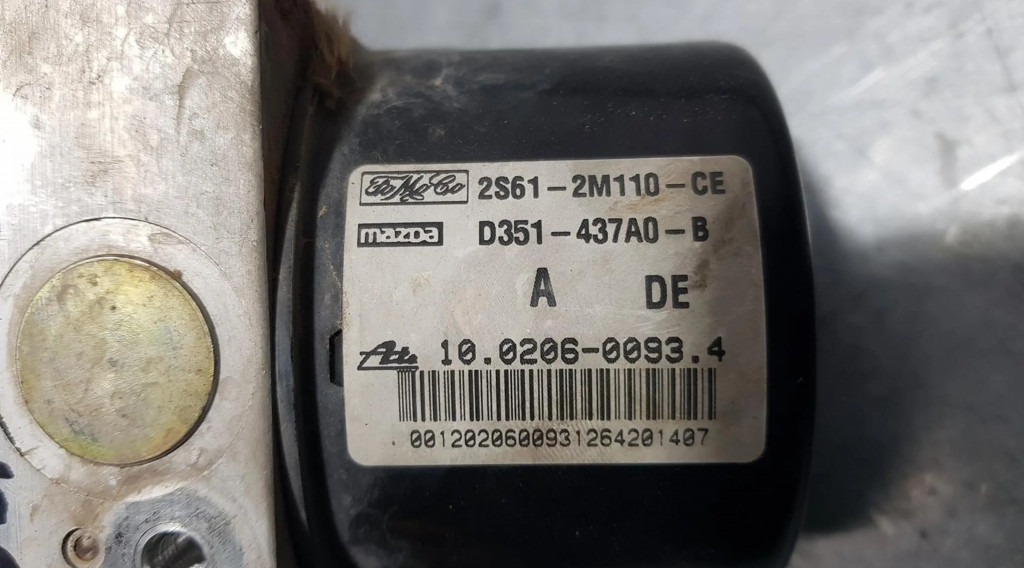 FoMoCo 2S61-2M110-CE
mazda D351-437A0-B
A DE
Ate 10.0206-0093.4
0012020600931264201407